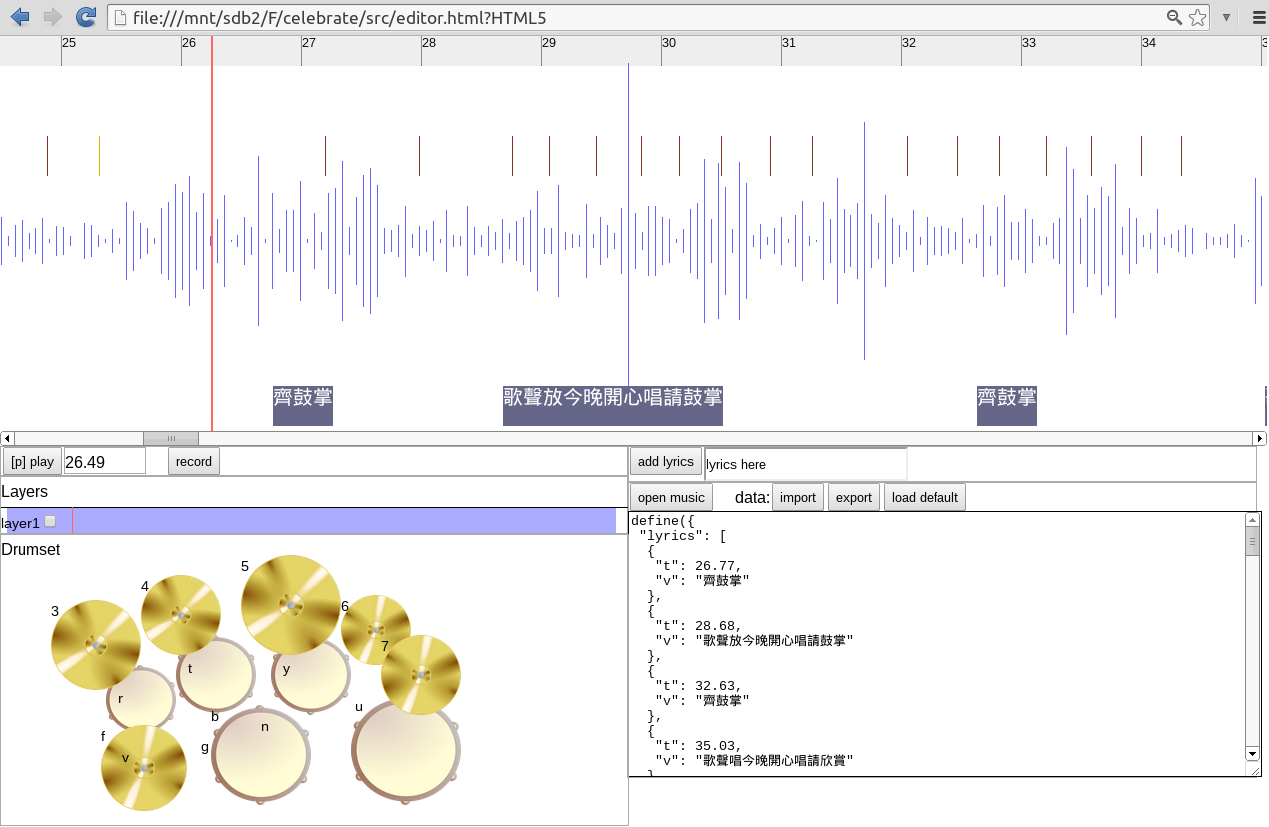 file:///mnt/sdb2/F/celebrate/src/editor.html?HTML5
25 26 27 28 29 30 31 32 33 34
齊鼓掌 歌聲放今晚開心唱請鼓掌 齊鼓掌
[p] play 26.49 record
add lyrics lyrics here
Layers
open music data: import export load default
layer1
define({
"lyrics": [
{
"t": 26.77,
"v": "齊鼓掌"
},
{
"t": 28.68,
"v": "歌聲放今晚開心唱請鼓掌"
},
{
"t": 32.63,
"v": "齊鼓掌"
},
{
"t": 35.03,
"v": "歌聲唱今晚開心唱請欣賞"
}
Drumset
5
4
3
6
7
t
y
r
u
b
n
f
g
v